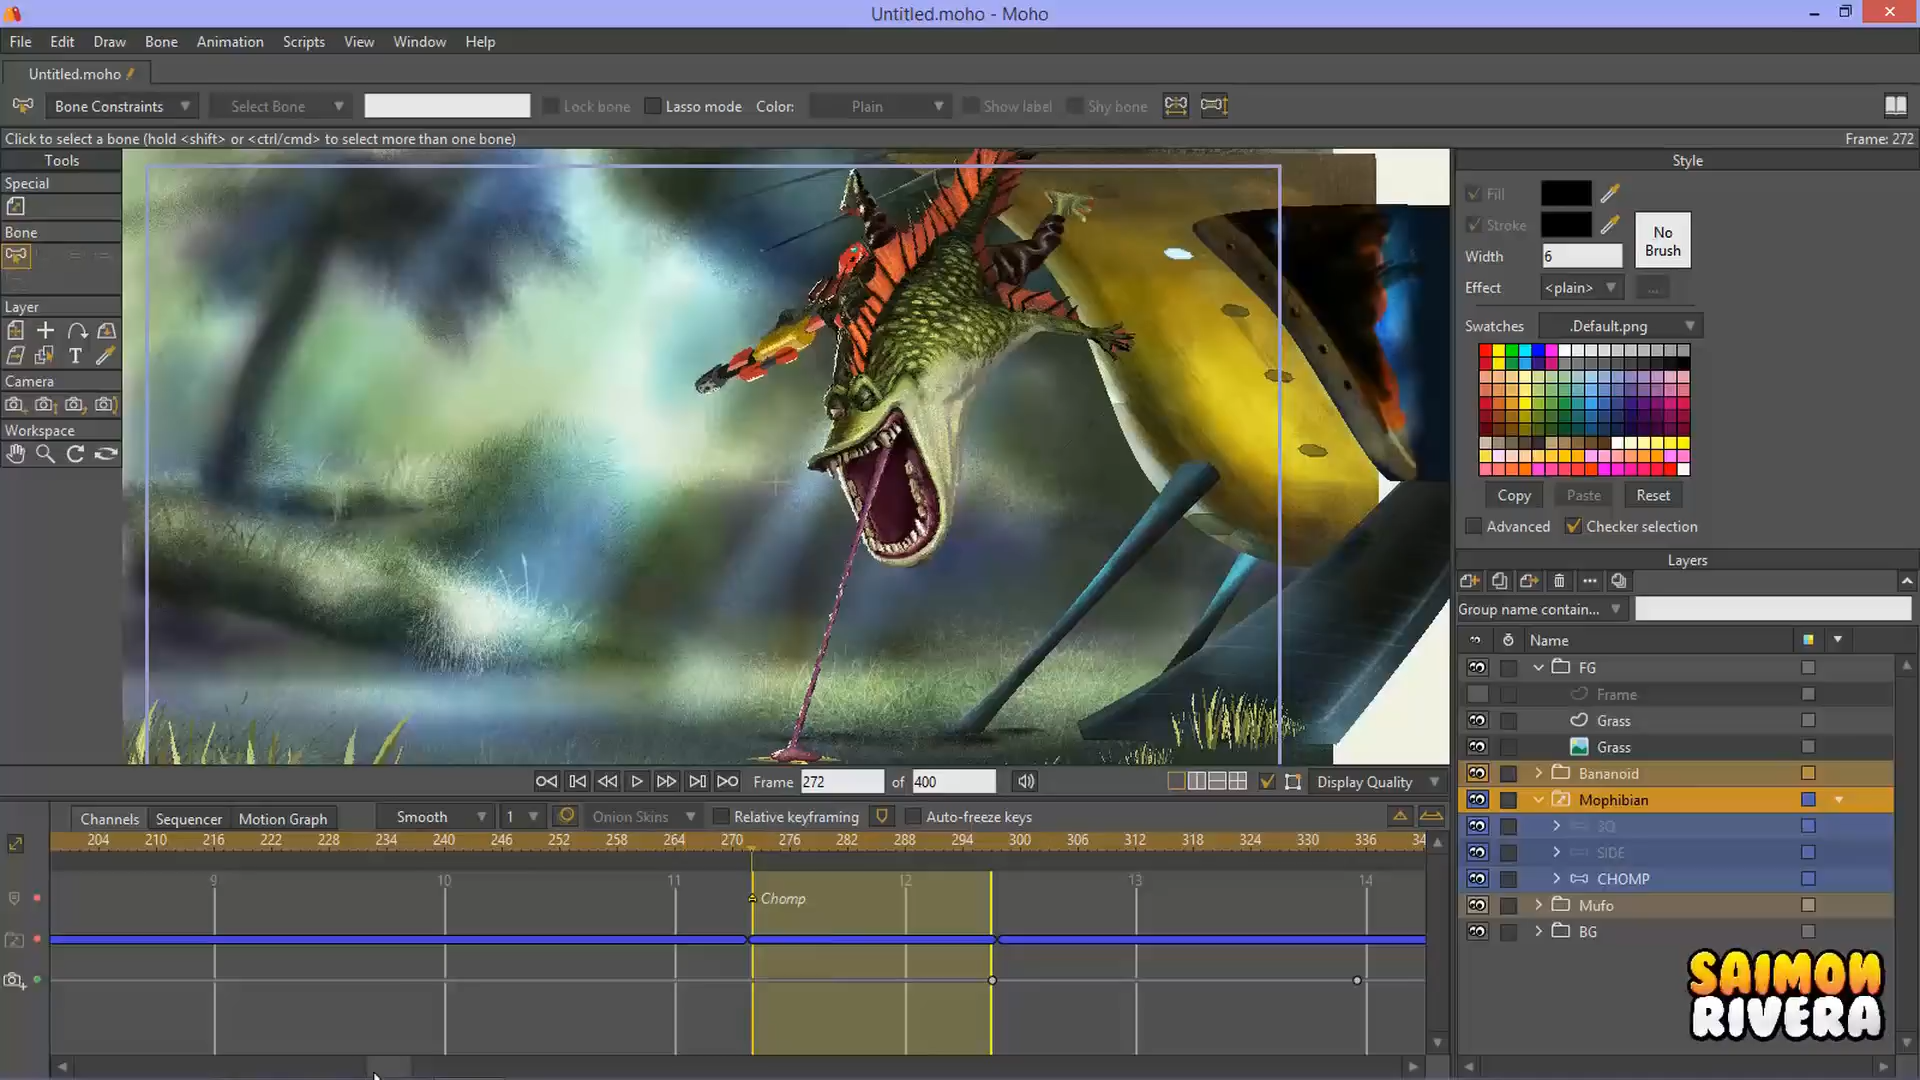 Untitled.moho - Moho
File Edit Draw Bone Animation Scripts View Window Help
Untitled.moho
Bone Constraints Select Bone Lock bone Lasso mode Color: Plain Show label Shy bone
Click to select a bone (hold <shift> or <ctrl/cmd> to select more than one bone) Frame: 272
Tools
Special
Bone
Layer
T
Camera
Workspace
Style
Fill
Stroke
No Brush
Width 6
Effect <plain> ...
Swatches .Default.png
Copy Paste Reset
Advanced Checker selection
Layers
Group name contain...
Name
FG
Frame
Grass
Grass
Bananoid
Mophibian
3Q
SIDE
CHOMP
Mufo
BG
Frame 272 of 400 Display Quality
Channels Sequencer Motion Graph Smooth 1 Onion Skins Relative keyframing Auto-freeze keys
204 210 216 222 228 234 240 246 252 258 264 270 276 282 288 294 300 306 312 318 324 330 336 34
9 10 11 12 13 14
Chomp
SAIMON
RIVERA